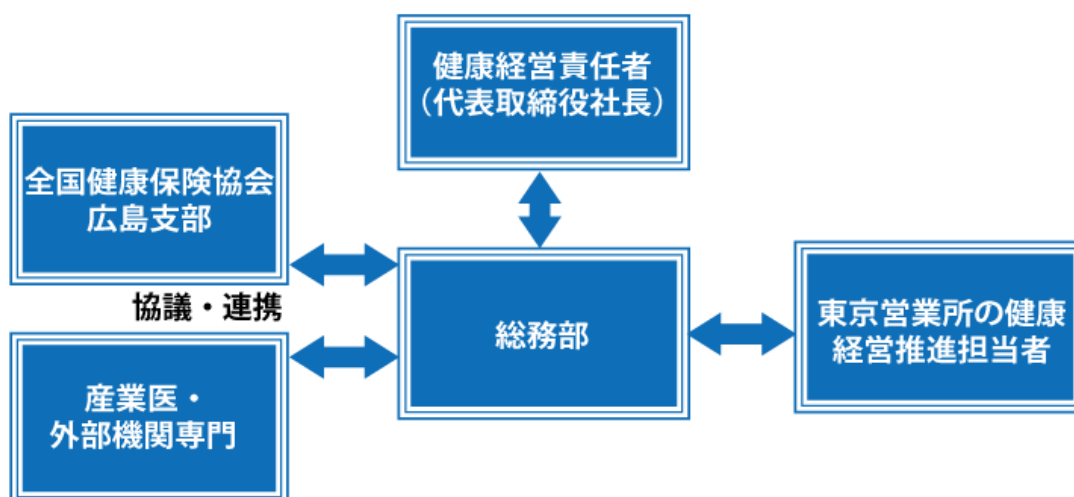 健康経営責任者
（代表取締役社長）
全国健康保険協会
広島支部
協議・連携
総務部
東京営業所の健康
経営推進担当者
産業医・
外部機関専門